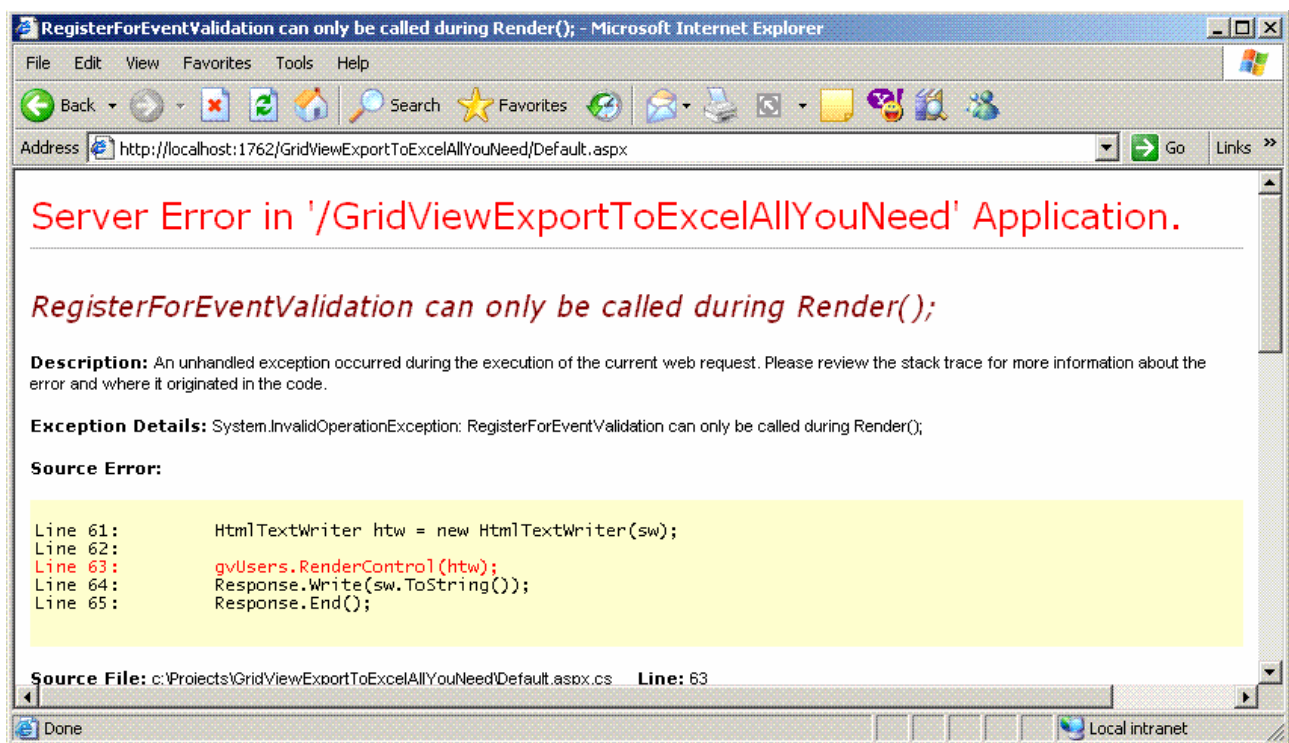 RegisterForEventValidation can only be called during Render(); - Microsoft Internet Explorer
File Edit View Favorites Tools Help
Back Search Favorites
Address http://localhost:1762/GridViewExportToExcelAllYouNeed/Default.aspx Go Links »
Server Error in '/GridViewExportToExcelAllYouNeed' Application.
RegisterForEventValidation can only be called during Render();
Description: An unhandled exception occurred during the execution of the current web request. Please review the stack trace for more information about the
error and where it originated in the code.
Exception Details: System.InvalidOperationException: RegisterForEventValidation can only be called during Render();
Source Error:
Line 61: HtmlTextWriter htw = new HtmlTextWriter(sw);
Line 62:
Line 63: gvUsers.RenderControl(htw);
Line 64: Response.Write(sw.ToString());
Line 65: Response.End();
Source File: c:\Projects\GridViewExportToExcelAllYouNeed\Default.aspx.cs Line: 63
Done Local intranet